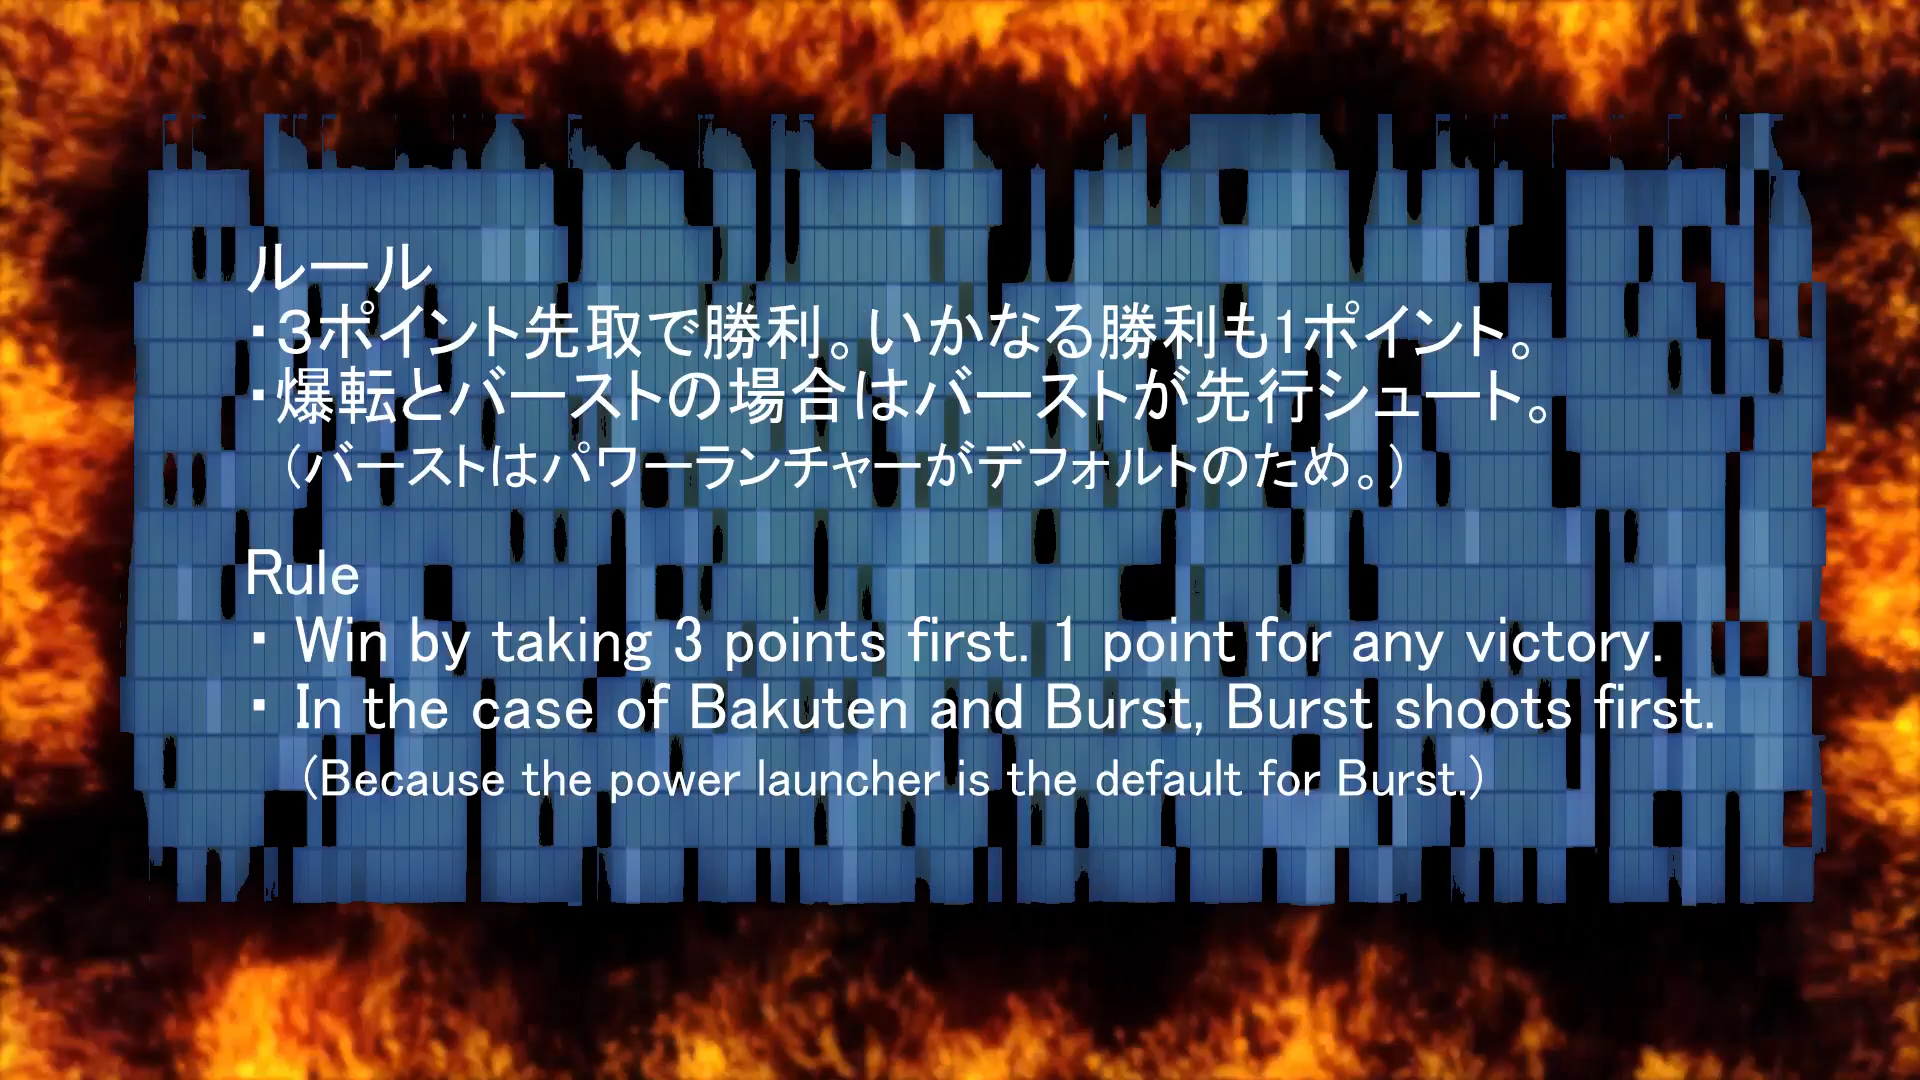 ルール
・３ポイント先取で勝利。いかなる勝利も1ポイント。
・爆転とバーストの場合はバーストが先行シュート。
（バーストはパワーランチャーがデフォルトのため。）
Rule
・ Win by taking 3 points first. 1 point for any victory.
・ In the case of Bakuten and Burst, Burst shoots first.
（Because the power launcher is the default for Burst.）